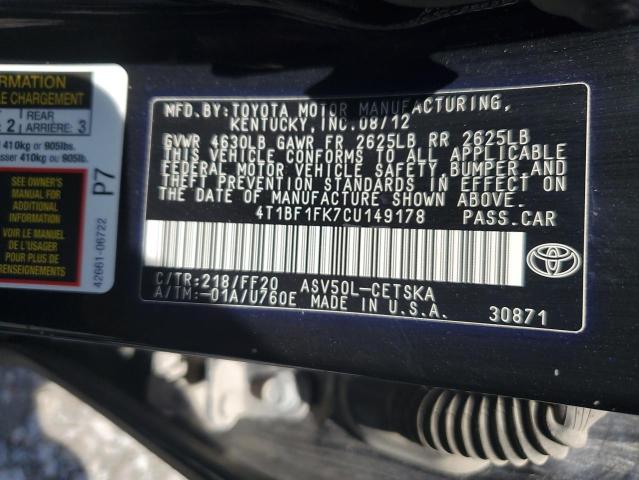 ORMATION
LE CHARGEMENT
2 REAR ARRIÈRE: 3
410kg or 905lbs.
sser 410kg ou 905lb.
SEE OWNER'S
MANUAL FOR
ADDITIONAL
INFORMATION
VOIR LE MANUEL
DE L'USAGER
POUR PLUS DE
RENSEIGNEMENTS
P7
42661-06722
MFD. BY: TOYOTA MOTOR MANUFACTURING,
KENTUCKY, INC. 08/12
GVWR 4630LB GAWR FR 2625LB RR 2625LB
THIS VEHICLE CONFORMS TO ALL APPLICABLE
FEDERAL MOTOR VEHICLE SAFETY, BUMPER, AND
THEFT PREVENTION STANDARDS IN EFFECT ON
THE DATE OF MANUFACTURE SHOWN ABOVE.
4T1BF1FK7CU149178 PASS.CAR
C/TR: 218/FF20 ASV50L-CETSKA
A/TM: -01A/U760E MADE IN U.S.A. 30871